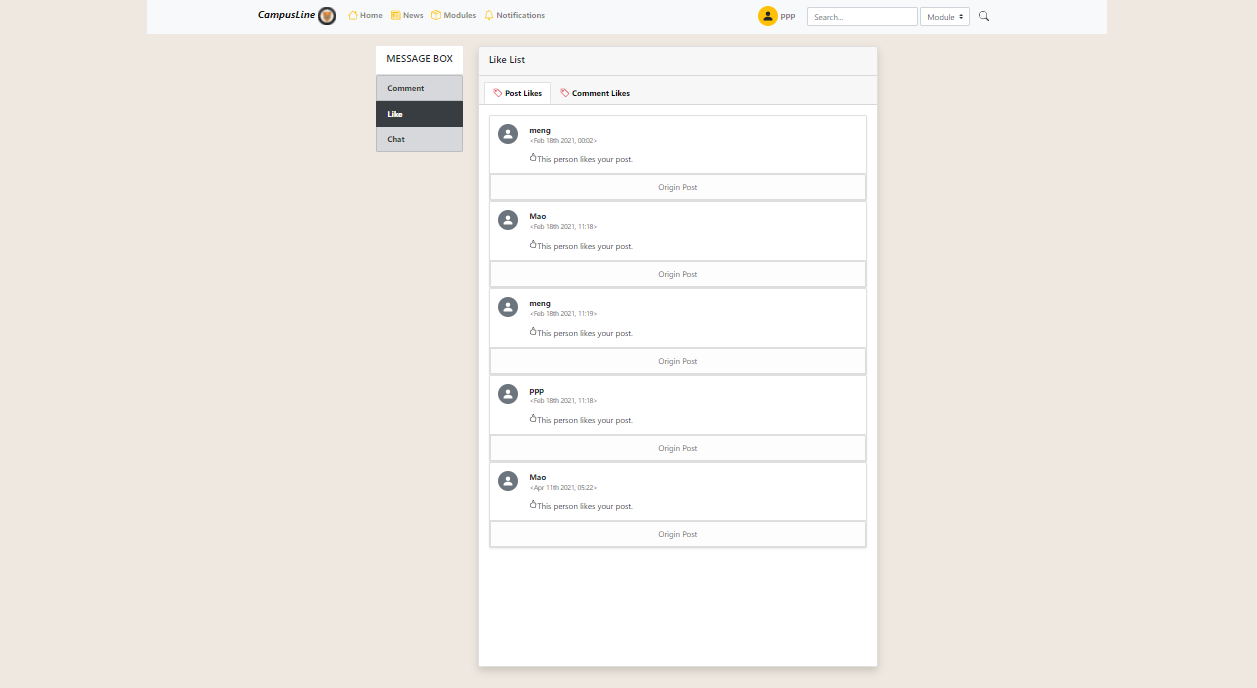 CampusLine Home News Modules Notifications ppp Search... Module
MESSAGE BOX
Comment
Like
Chat
Like List
Post Likes Comment Likes
meng
<Feb 18th 2021, 00:02>
This person likes your post.
Origin Post
Mao
<Feb 18th 2021, 11:18>
This person likes your post.
Origin Post
meng
<Feb 18th 2021, 11:19>
This person likes your post.
Origin Post
ppp
<Feb 18th 2021, 11:18>
This person likes your post.
Origin Post
Mao
<Apr 11th 2021, 05:22>
This person likes your post.
Origin Post